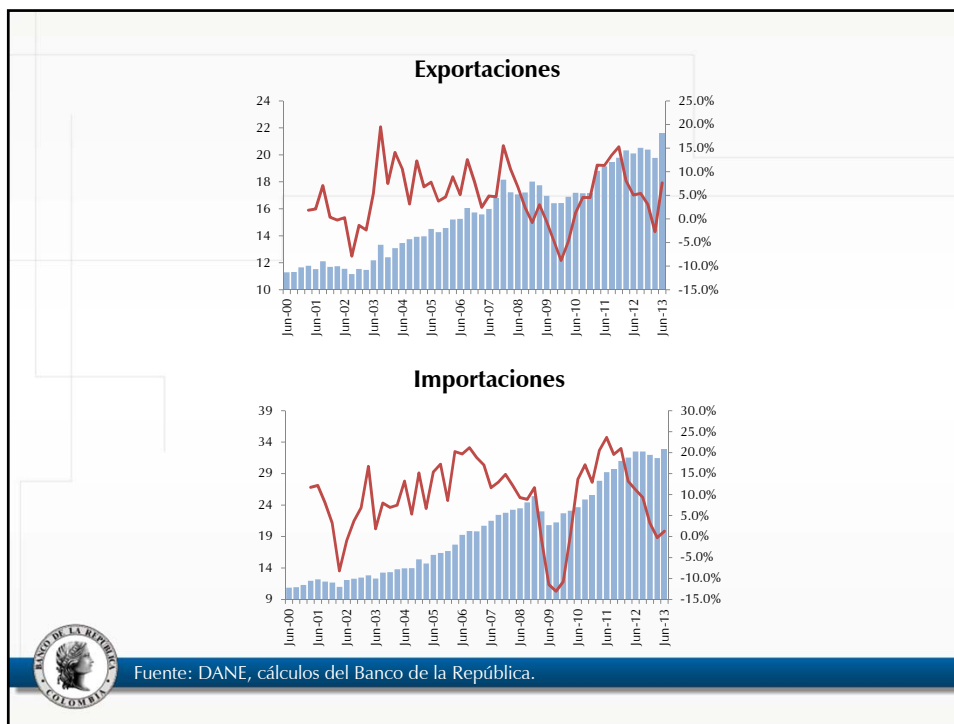 Exportaciones
24
22
20
18
16
14
12
10
25.0%
20.0%
15.0%
10.0%
5.0%
0.0%
-5.0%
-10.0%
-15.0%
Jun-00
Jun-01
Jun-02
Jun-03
Jun-04
Jun-05
Jun-06
Jun-07
Jun-08
Jun-09
Jun-10
Jun-11
Jun-12
Jun-13
Importaciones
39
34
29
24
19
14
9
30.0%
25.0%
20.0%
15.0%
10.0%
5.0%
0.0%
-5.0%
-10.0%
-15.0%
Jun-00
Jun-01
Jun-02
Jun-03
Jun-04
Jun-05
Jun-06
Jun-07
Jun-08
Jun-09
Jun-10
Jun-11
Jun-12
Jun-13
BANCO DE LA REPUBLICA
COLOMBIA
Fuente: DANE, cálculos del Banco de la República.